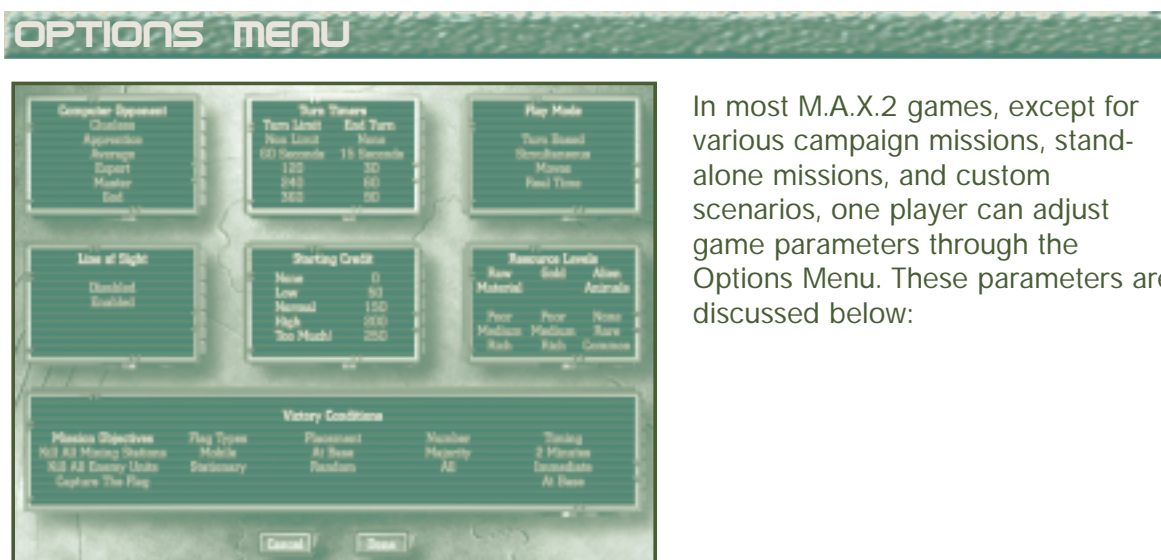 OPTIONS MENU
Computer Opponent
Clueless
Apprentice
Average
Expert
Master
God
Turn Timers
Turn Limit End Turn
None
60 Seconds 15 Seconds
120 30
240 60
360 90
Play Mode
Turn Based
Simultaneous
Moves
Real Time
In most M.A.X.2 games, except for
various campaign missions, stand-
alone missions, and custom
scenarios, one player can adjust
game parameters through the
Options Menu. These parameters are
discussed below:
Line of Sight
Disabled
Enabled
Starting Credit
None 0
Low
Normal 150
High 200
Too Much! 250
Resource Levels
Raw Gold Alien
Material Animals
Poor Poor None
Medium Medium Rare
Rich Rich Common
Victory Conditions
Mission Objectives Flag Types Placement Number Timing
Kill All Mining Stations Mobile At Base Majority 2 Minutes
Kill All Enemy Units Stationary Random All Immediate
Capture The Flag At Base
Cancel Done